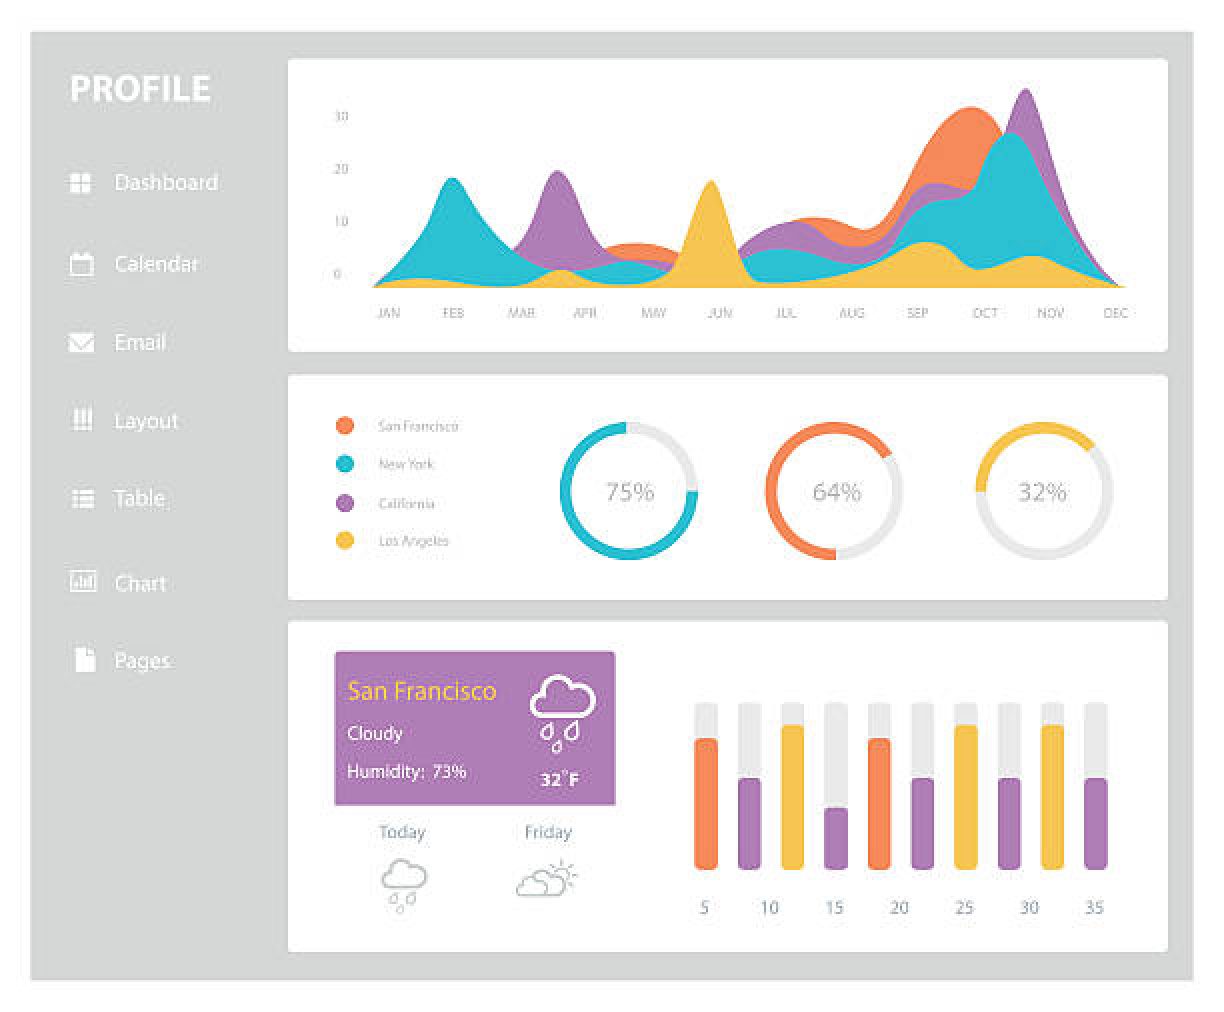 PROFILE
Dashboard
Calendar
Email
Layout
Table
Chart
Pages
30
20
10
0
JAN FEB MAR APR MAY JUN JUL AUG SEP OCT NOV DEC
San Francisco
New York
California
Los Angeles
75% 64% 32%
San Francisco
Cloudy
Humidity: 73%
32°F
Today Friday
5 10 15 20 25 30 35